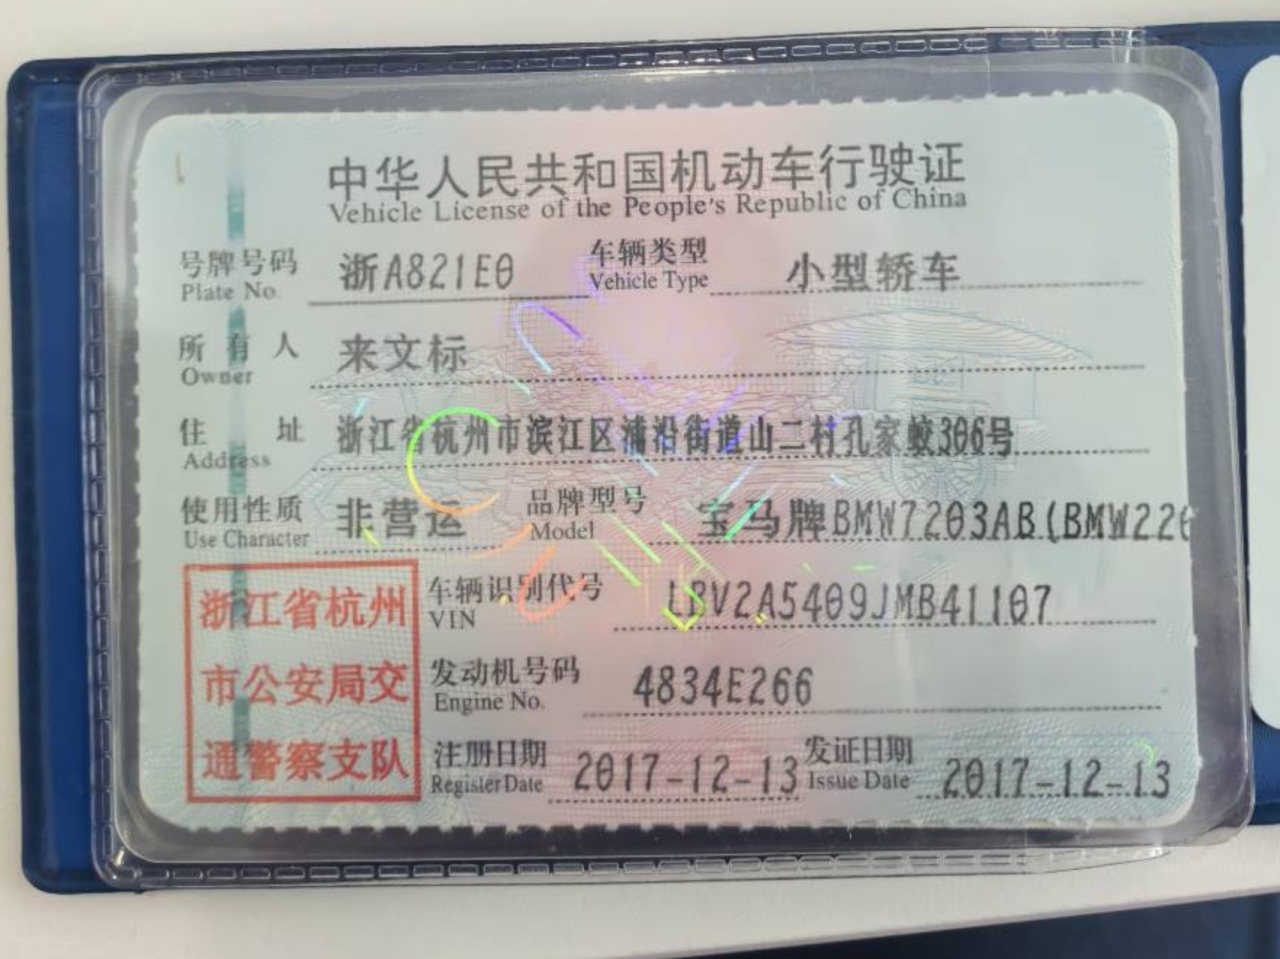 中华人民共和国机动车行驶证
Vehicle License of the People's Republic of China
号牌号码 浙A821E0 车辆类型 小型轿车
Plate No. Vehicle Type
所有人 来文标
Owner
住址 浙江省杭州市滨江区浦沿街道山二村孔家蛟306号
Address
使用性质 非营运 品牌型号 宝马牌BMW7203AB(BMW220
Use Character Model
浙江省杭州
市公安局交
通警察支队
车辆识别代号 LBV2A5409JMB41107
VIN
发动机号码 4834E266
Engine No.
注册日期 2017-12-13 发证日期 2017-12-13
Register Date Issue Date